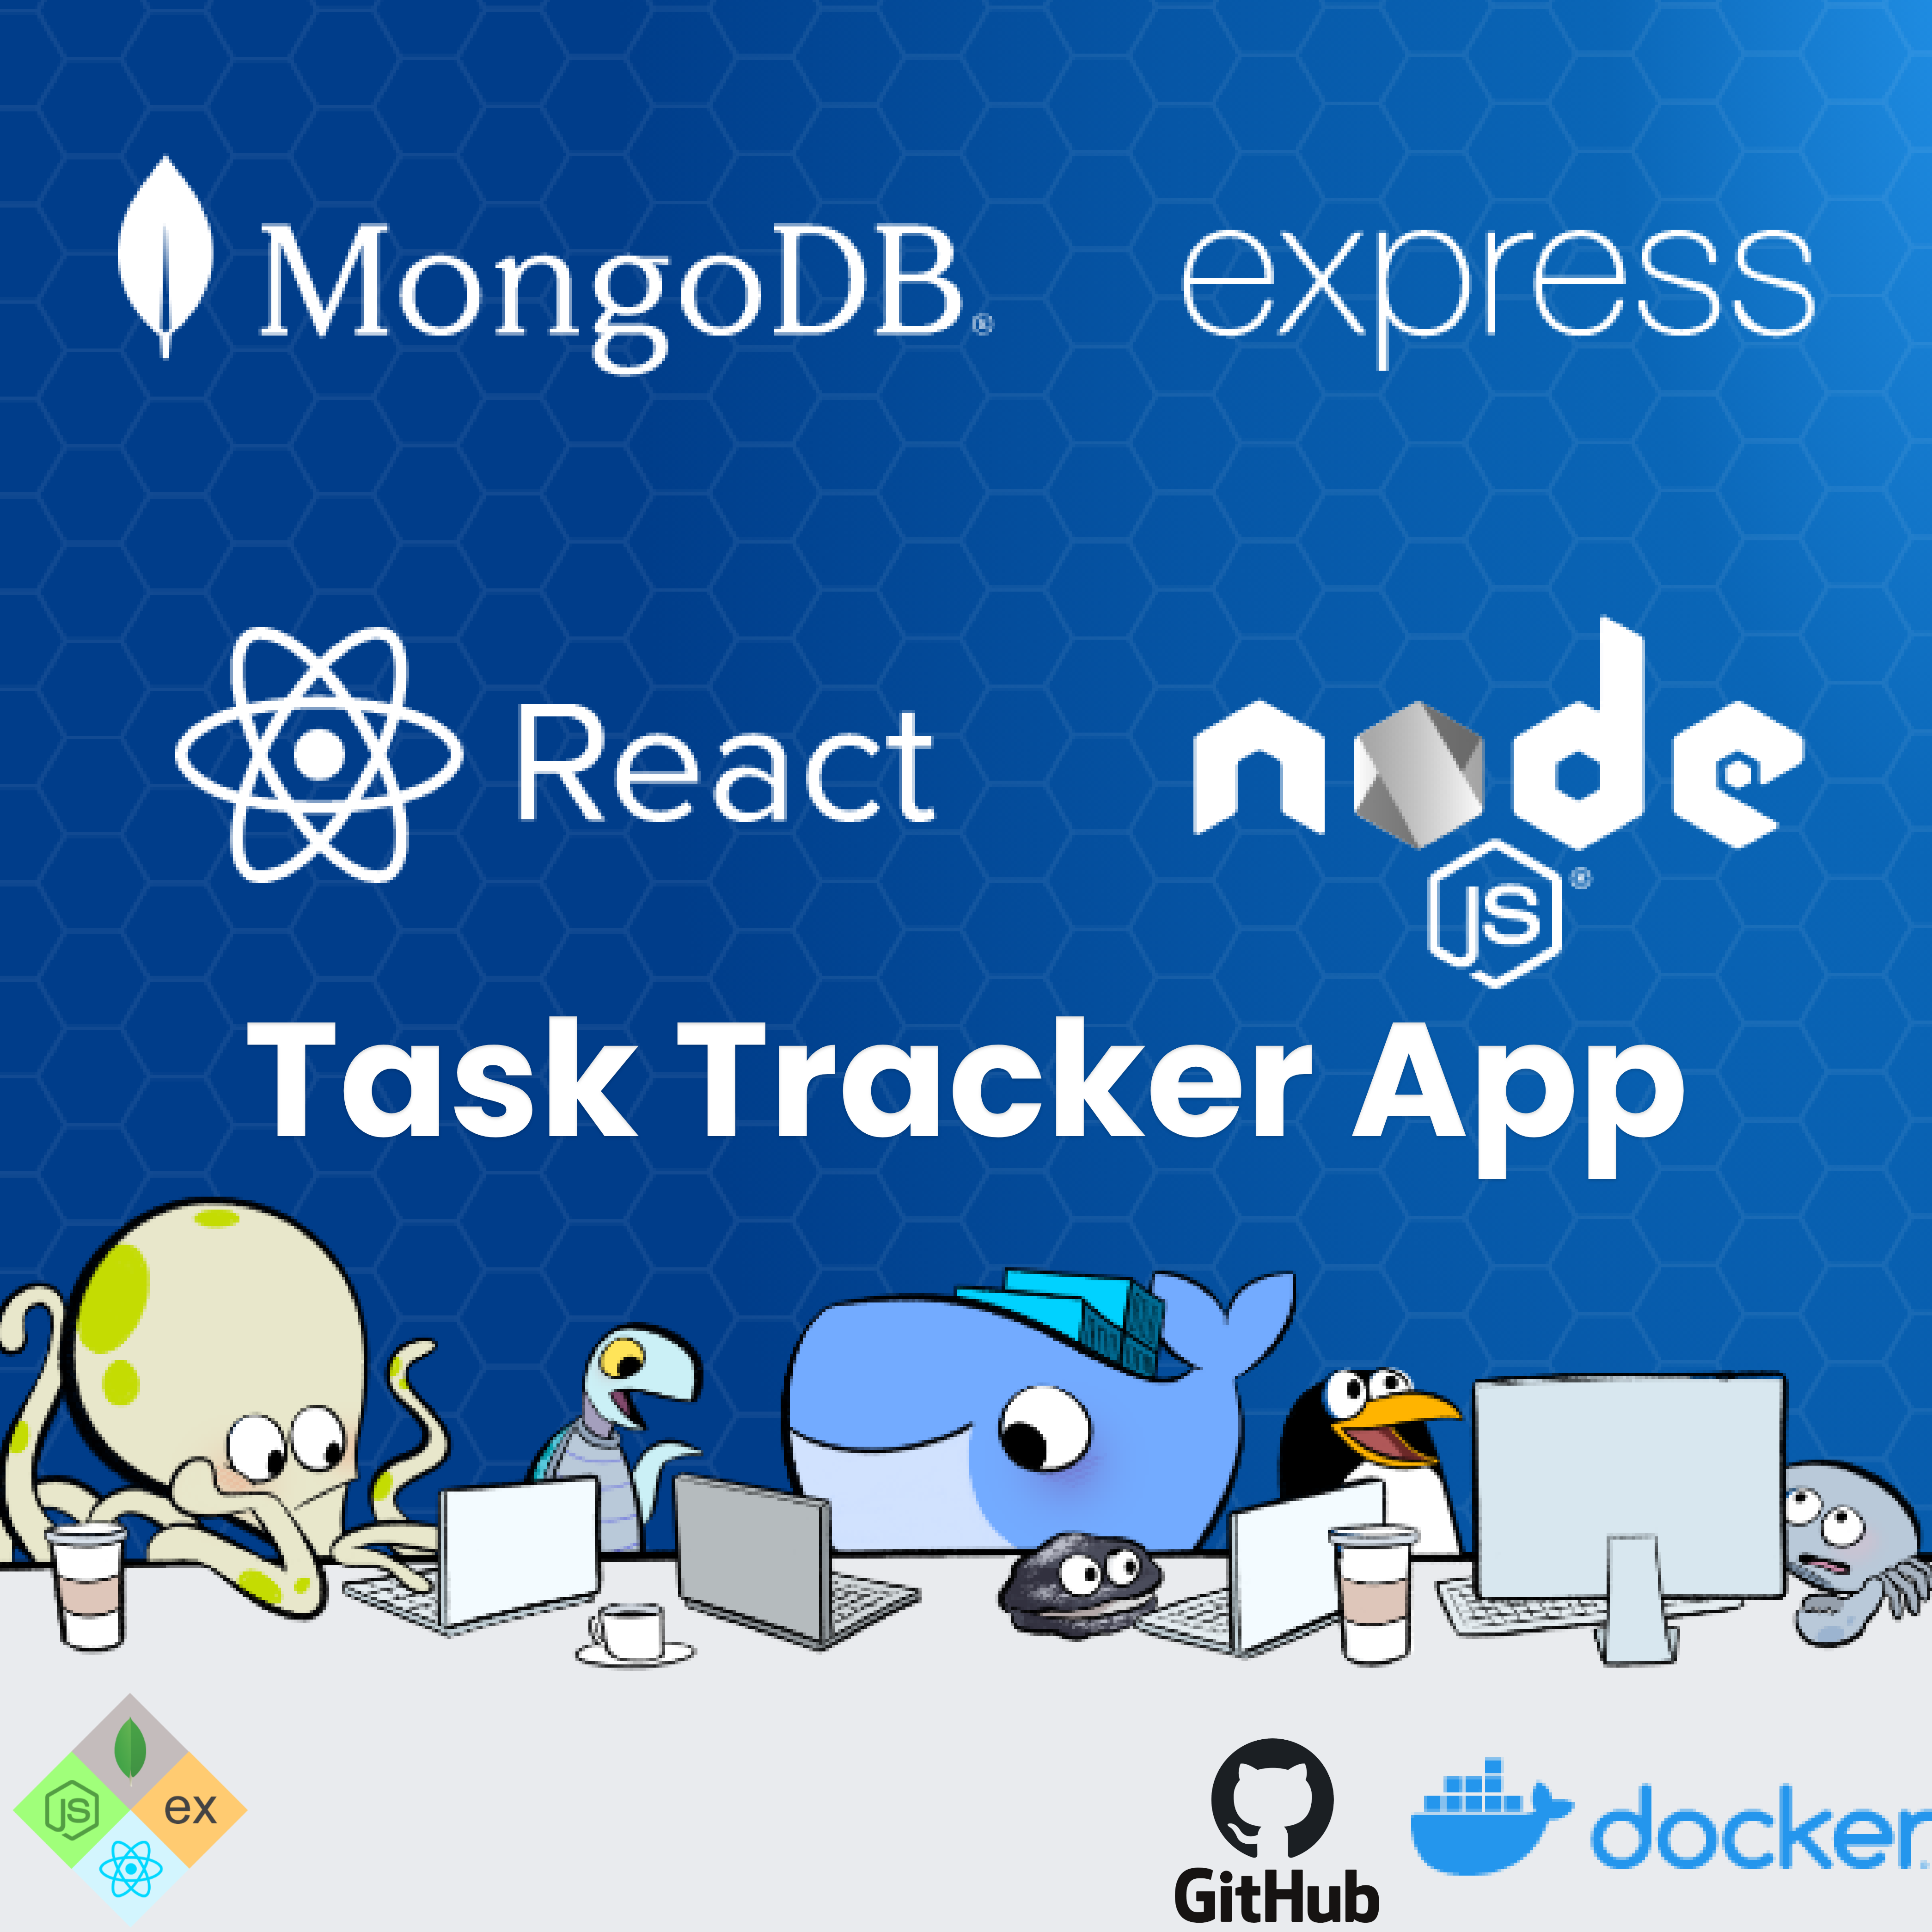 MongoDB®
express
React
node
JS®
Task Tracker App
JS
ex
GitHub
docker